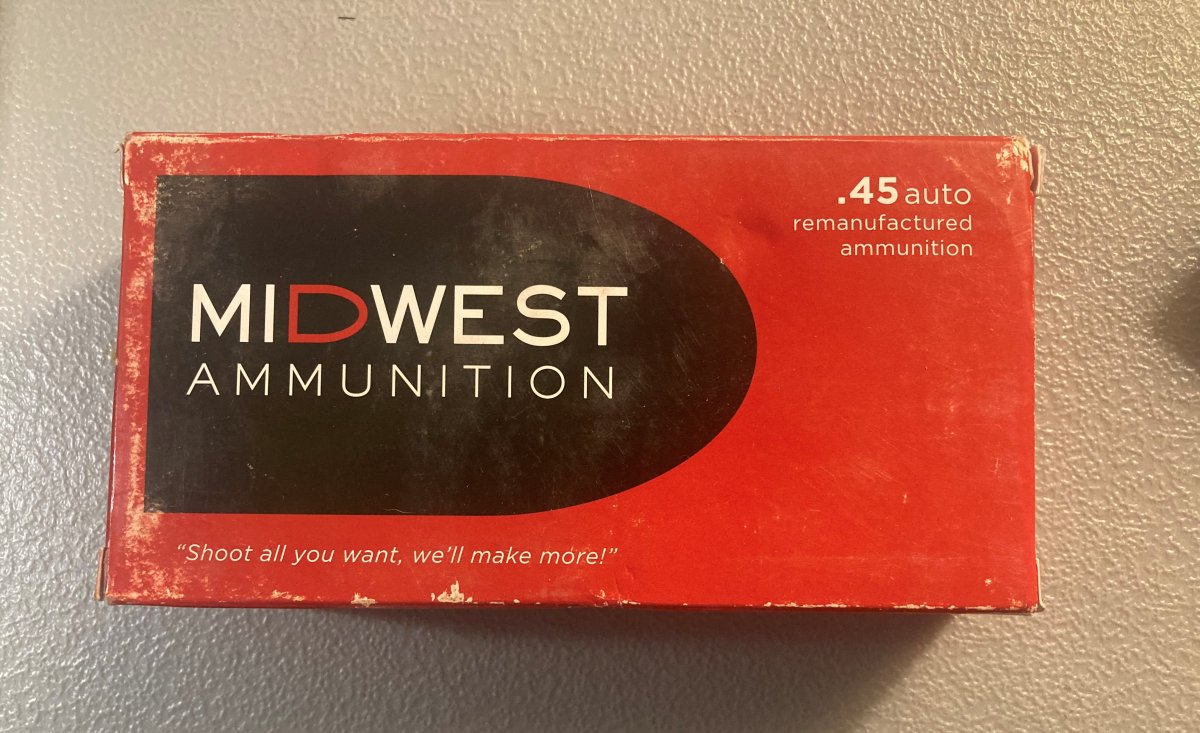 .45 auto
remanufactured
ammunition
MIDWEST
AMMUNITION
“Shoot all you want, we’ll make more!”